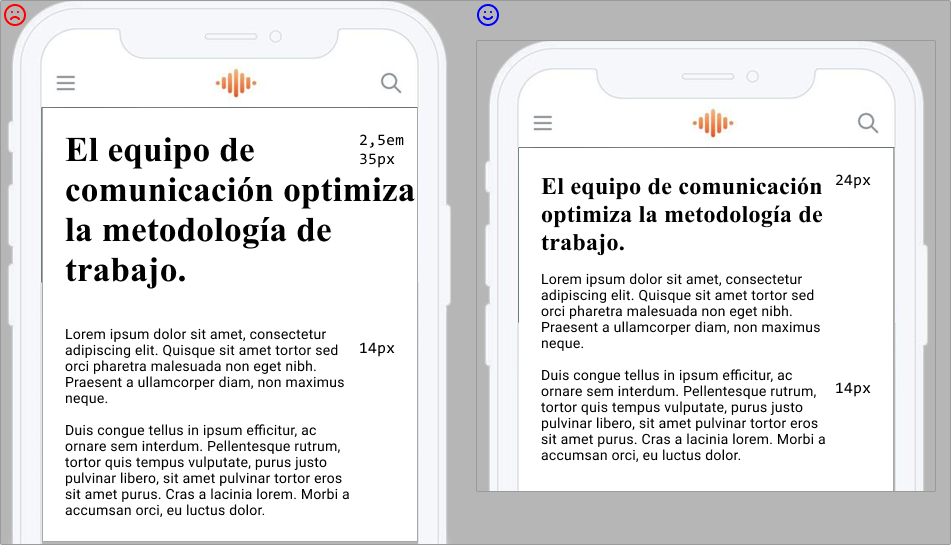 El equipo de
comunicación optimiza
la metodología de
trabajo.
2,5em
35px
Lorem ipsum dolor sit amet, consectetur
adipiscing elit. Quisque sit amet tortor sed
orci pharetra malesuada non eget nibh.
Praesent a ullamcorper diam, non maximus
neque.
14px
Duis congue tellus in ipsum efficitur, ac
ornare sem interdum. Pellentesque rutrum,
tortor quis tempus vulputate, purus justo
pulvinar libero, sit amet pulvinar tortor eros
sit amet purus. Cras a lacinia lorem. Morbi a
accumsan orci, eu luctus dolor.
El equipo de comunicación
optimiza la metodología de
trabajo.
24px
Lorem ipsum dolor sit amet, consectetur
adipiscing elit. Quisque sit amet tortor sed
orci pharetra malesuada non eget nibh.
Praesent a ullamcorper diam, non maximus
neque.
Duis congue tellus in ipsum efficitur, ac
ornare sem interdum. Pellentesque rutrum,
tortor quis tempus vulputate, purus justo
pulvinar libero, sit amet pulvinar tortor eros
sit amet purus. Cras a lacinia lorem. Morbi a
accumsan orci, eu luctus dolor.
14px